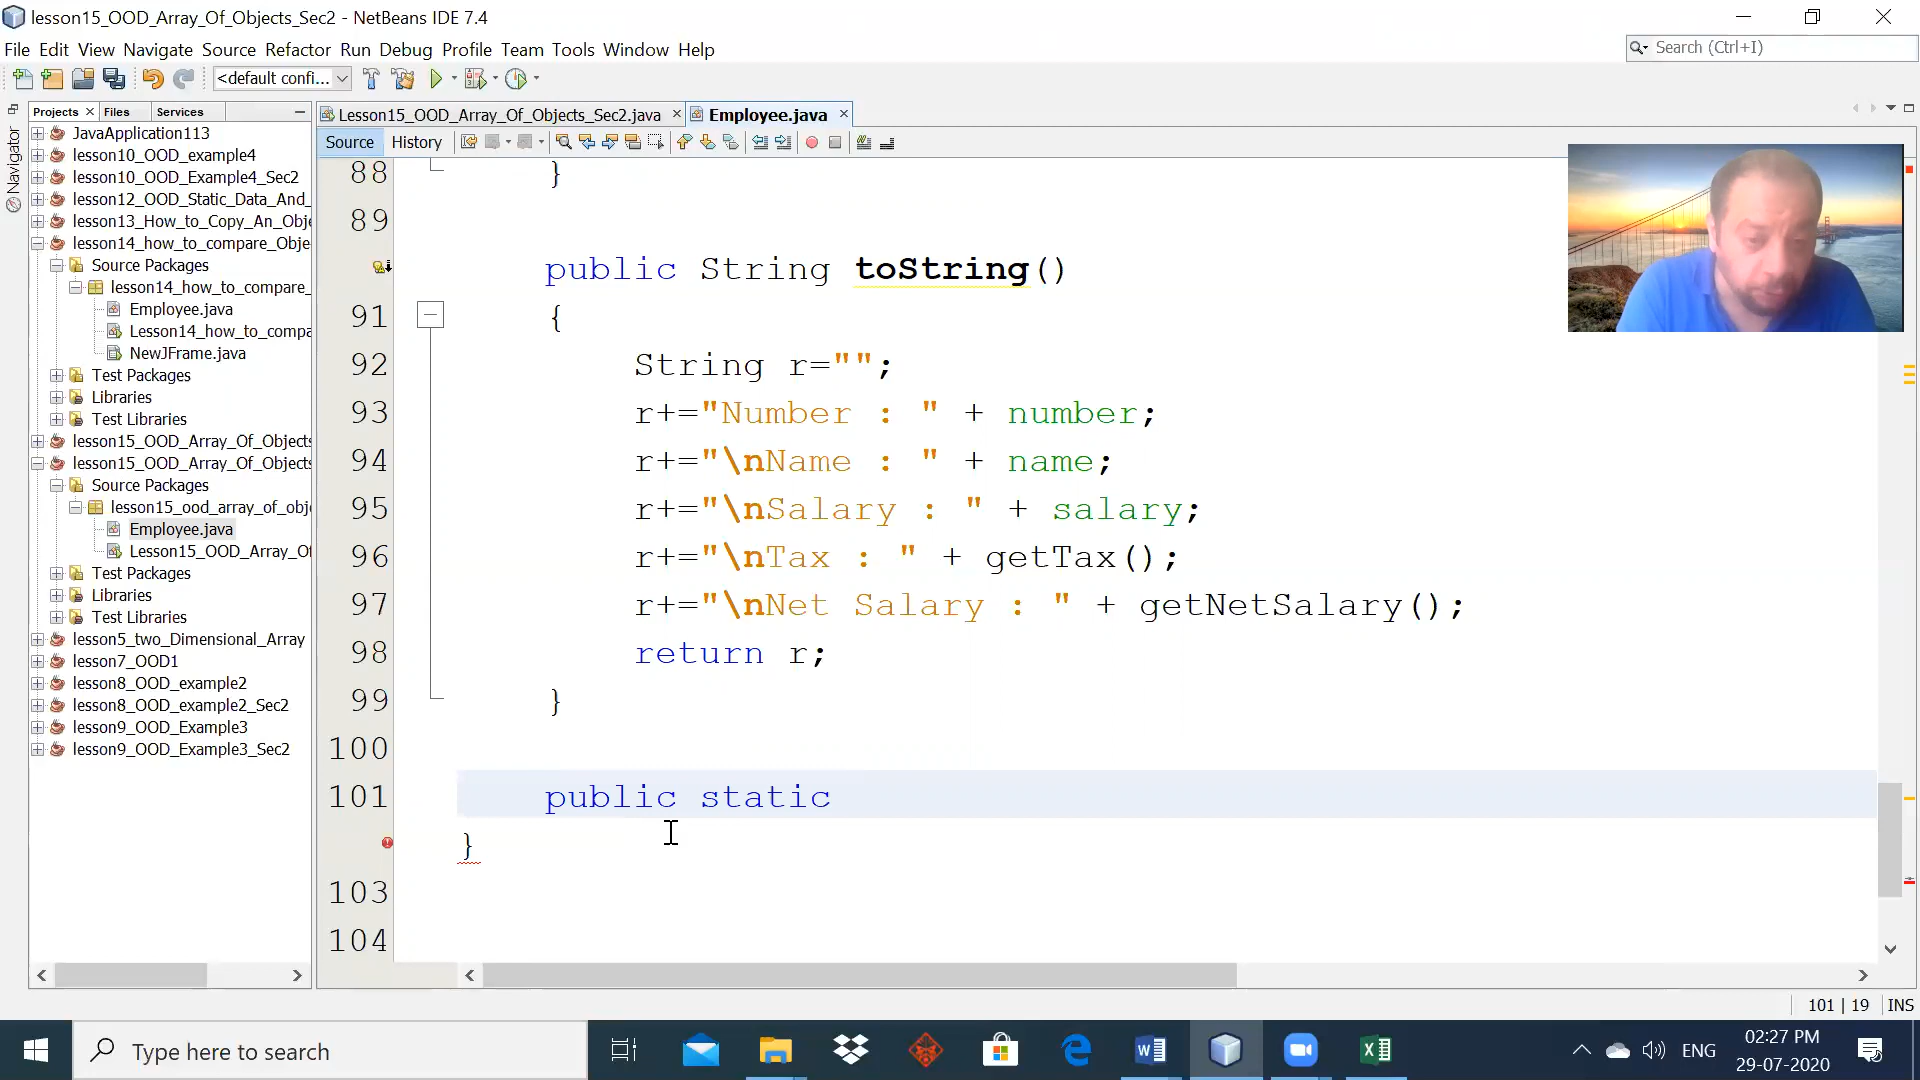 lesson15_OOD_Array_Of_Objects_Sec2 - NetBeans IDE 7.4
File Edit View Navigate Source Refactor Run Debug Profile Team Tools Window Help
Search (Ctrl+I)
<default confi...
Projects Files Services
Navigator
JavaApplication113
lesson10_OOD_example4
lesson10_OOD_Example4_Sec2
lesson12_OOD_Static_Data_And_
lesson13_How_to_Copy_An_Obje
lesson14_how_to_compare_Obje
Source Packages
lesson14_how_to_compare_
Employee.java
Lesson14_how_to_compa
NewJFrame.java
Test Packages
Libraries
Test Libraries
lesson15_OOD_Array_Of_Objects
lesson15_OOD_Array_Of_Objects
Source Packages
lesson15_ood_array_of_obj
Employee.java
Lesson15_OOD_Array_Of
Test Packages
Libraries
Test Libraries
lesson5_two_Dimensional_Array
lesson7_OOD1
lesson8_OOD_example2
lesson8_OOD_example2_Sec2
lesson9_OOD_Example3
lesson9_OOD_Example3_Sec2
Lesson15_OOD_Array_Of_Objects_Sec2.java Employee.java
Source History
88 }
89
public String toString()
91 {
92 String r="";
93 r+="Number : " + number;
94 r+="\nName : " + name;
95 r+="\nSalary : " + salary;
96 r+="\nTax : " + getTax();
97 r+="\nNet Salary : " + getNetSalary();
98 return r;
99 }
100
101 public static
}
103
104
101 | 19 INS
Type here to search
ENG
02:27 PM
29-07-2020